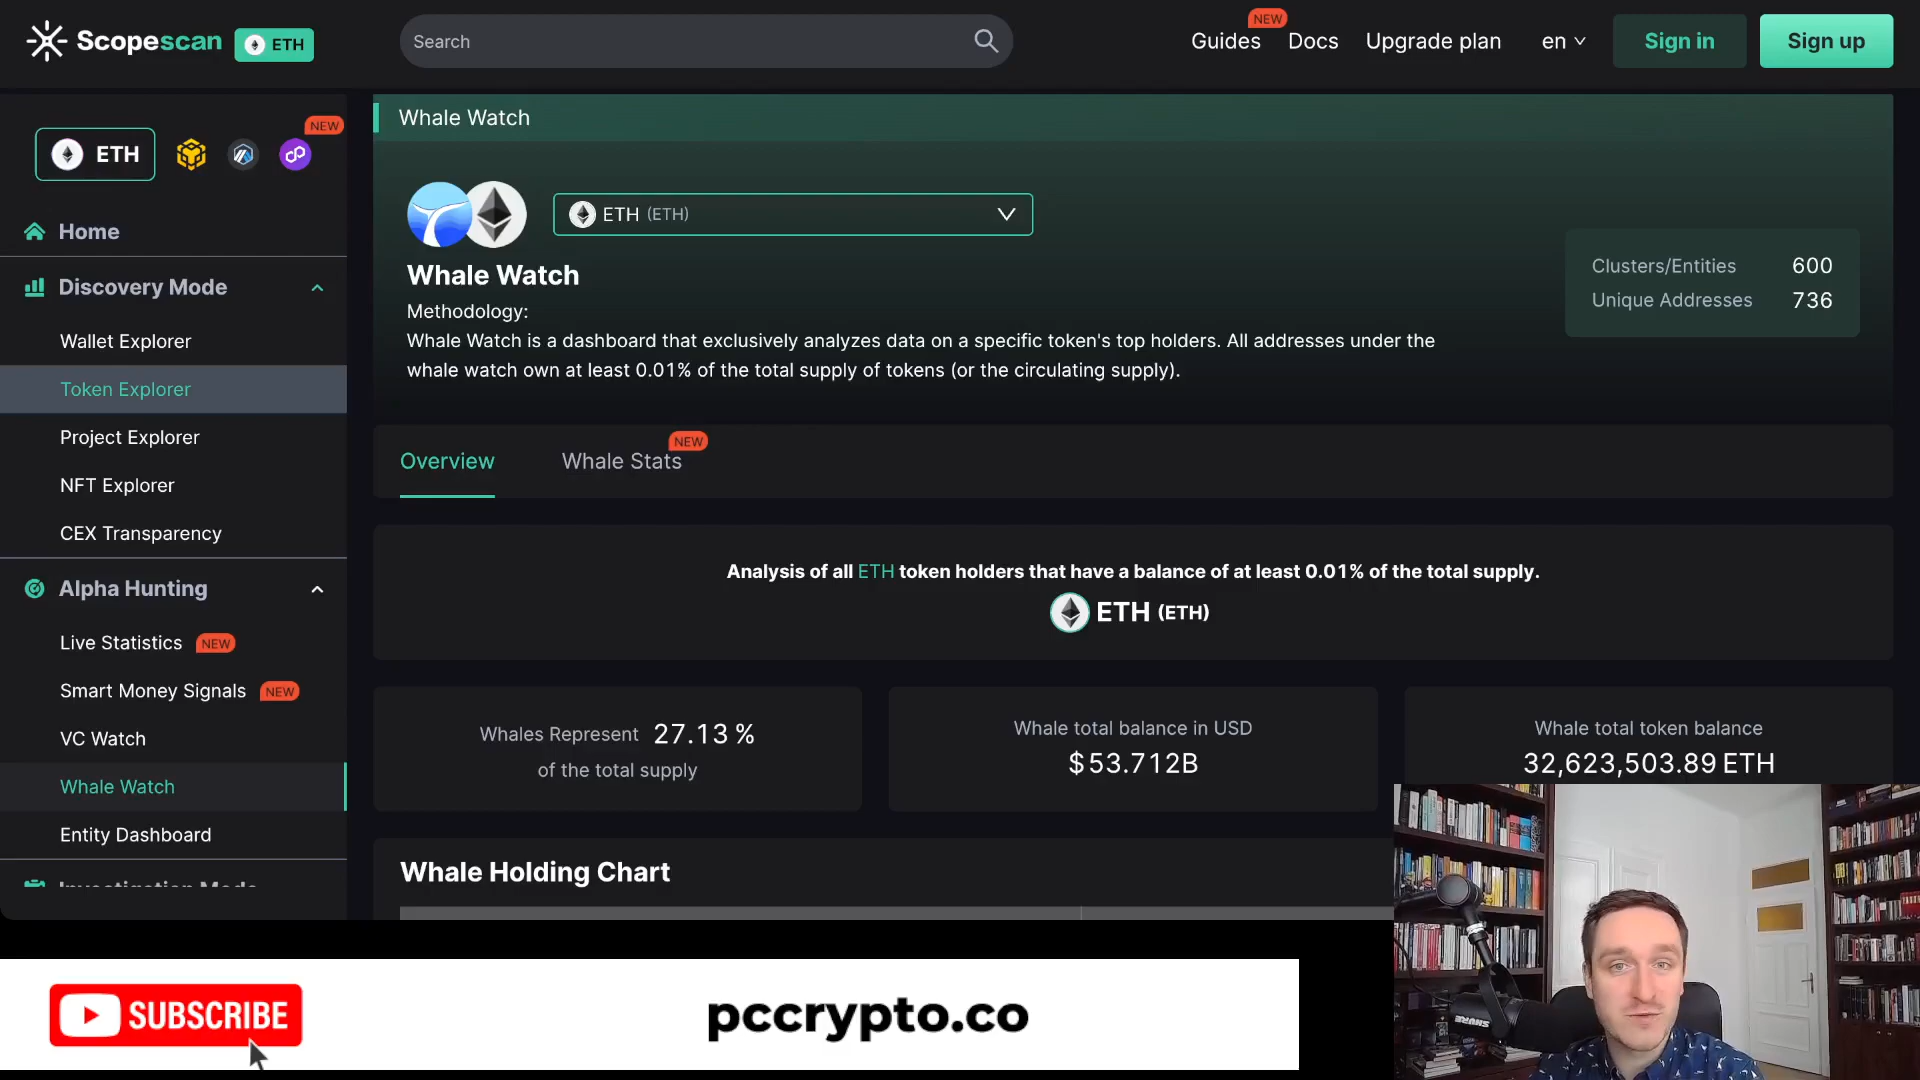 Scopescan
ETH
Search
Guides
NEW
Docs
Upgrade plan
en
Sign in
Sign up
ETH
NEW
Home
Discovery Mode
Wallet Explorer
Token Explorer
Project Explorer
NFT Explorer
CEX Transparency
Alpha Hunting
Live Statistics NEW
Smart Money Signals NEW
VC Watch
Whale Watch
Entity Dashboard
Whale Watch
ETH (ETH)
Whale Watch
Methodology:
Whale Watch is a dashboard that exclusively analyzes data on a specific token's top holders. All addresses under the
whale watch own at least 0.01% of the total supply of tokens (or the circulating supply).
Clusters/Entities 600
Unique Addresses 736
Overview
Whale Stats
NEW
Analysis of all ETH token holders that have a balance of at least 0.01% of the total supply.
ETH (ETH)
Whales Represent 27.13 %
of the total supply
Whale total balance in USD
$53.712B
Whale total token balance
32,623,503.89 ETH
Whale Holding Chart
SUBSCRIBE
pccrypto.co
SHURE